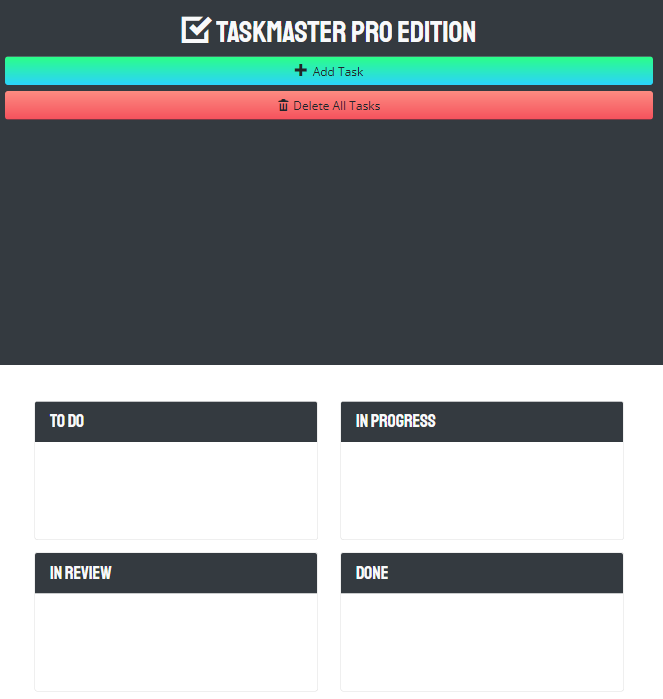 TASKMASTER PRO EDITION
Add Task
Delete All Tasks
TO DO
IN PROGRESS
IN REVIEW
DONE